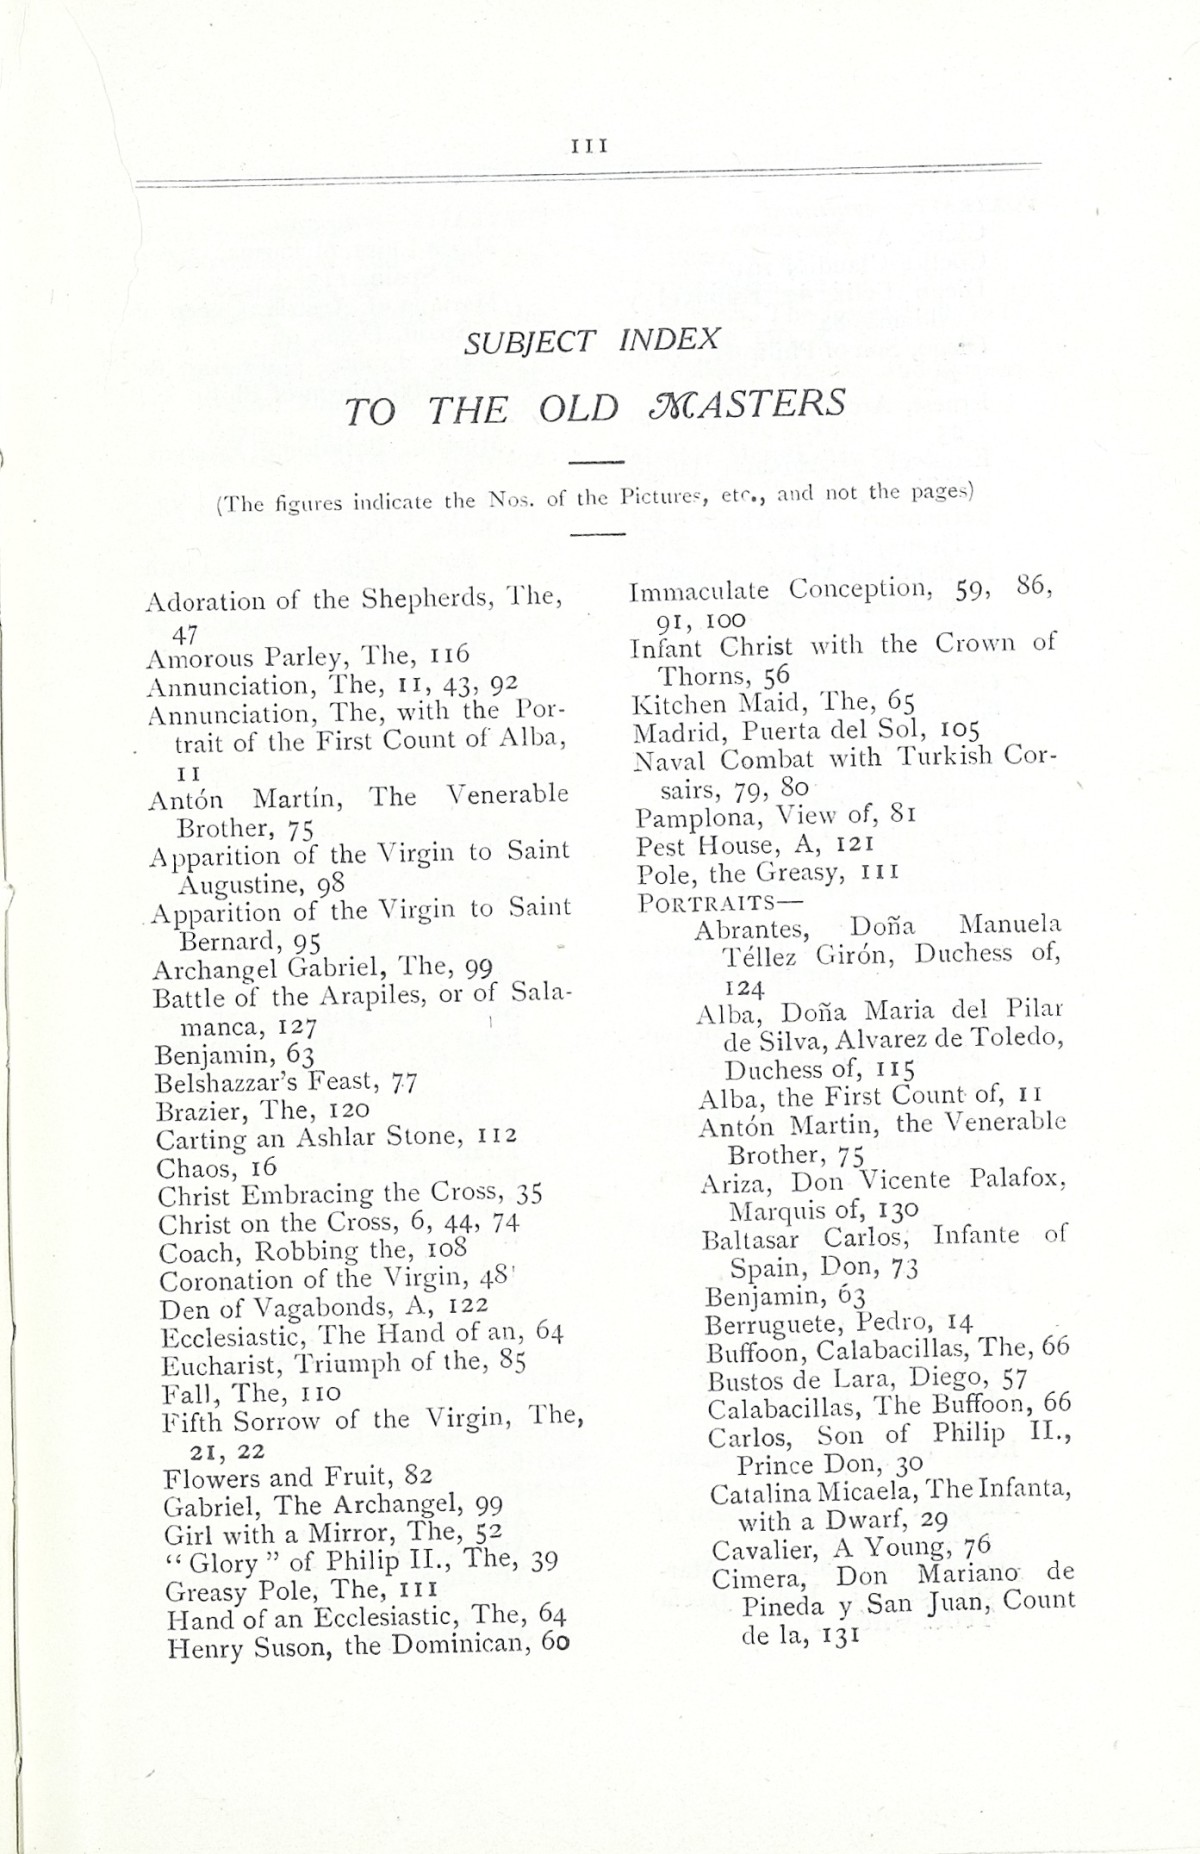 III
SUBJECT INDEX
TO THE OLD MASTERS
(The figures indicate the Nos. of the Pictures, etc., and not the pages)
Adoration of the Shepherds, The,
47
Amorous Parley, The, 116
Annunciation, The, 11, 43, 92
Annunciation, The, with the Por-
trait of the First Count of Alba,
11
Antón Martín, The Venerable
Brother, 75
Apparition of the Virgin to Saint
Augustine, 98
Apparition of the Virgin to Saint
Bernard, 95
Archangel Gabriel, The, 99
Battle of the Arapiles, or of Sala-
manca, 127
Benjamin, 63
Belshazzar's Feast, 77
Brazier, The, 120
Carting an Ashlar Stone, 112
Chaos, 16
Christ Embracing the Cross, 35
Christ on the Cross, 6, 44, 74
Coach, Robbing the, 108
Coronation of the Virgin, 48
Den of Vagabonds, A, 122
Ecclesiastic, The Hand of an, 64
Eucharist, Triumph of the, 85
Fall, The, 110
Fifth Sorrow of the Virgin, The,
21, 22
Flowers and Fruit, 82
Gabriel, The Archangel, 99
Girl with a Mirror, The, 52
“Glory” of Philip II., The, 39
Greasy Pole, The, 111
Hand of an Ecclesiastic, The, 64
Henry Suson, the Dominican, 60
Immaculate Conception, 59, 86,
91, 100
Infant Christ with the Crown of
Thorns, 56
Kitchen Maid, The, 65
Madrid, Puerta del Sol, 105
Naval Combat with Turkish Cor-
sairs, 79, 80
Pamplona, View of, 81
Pest House, A, 121
Pole, the Greasy, 111
PORTRAITS—
Abrantes, Doña Manuela
Téllez Girón, Duchess of,
124
Alba, Doña Maria del Pilar
de Silva, Alvarez de Toledo,
Duchess of, 115
Alba, the First Count of, 11
Antón Martin, the Venerable
Brother, 75
Ariza, Don Vicente Palafox,
Marquis of, 130
Baltasar Carlos, Infante of
Spain, Don, 73
Benjamin, 63
Berruguete, Pedro, 14
Buffoon, Calabacillas, The, 66
Bustos de Lara, Diego, 57
Calabacillas, The Buffoon, 66
Carlos, Son of Philip II.,
Prince Don, 30
Catalina Micaela, The Infanta,
with a Dwarf, 29
Cavalier, A Young, 76
Cimera, Don Mariano de
Pineda y San Juan, Count
de la, 131